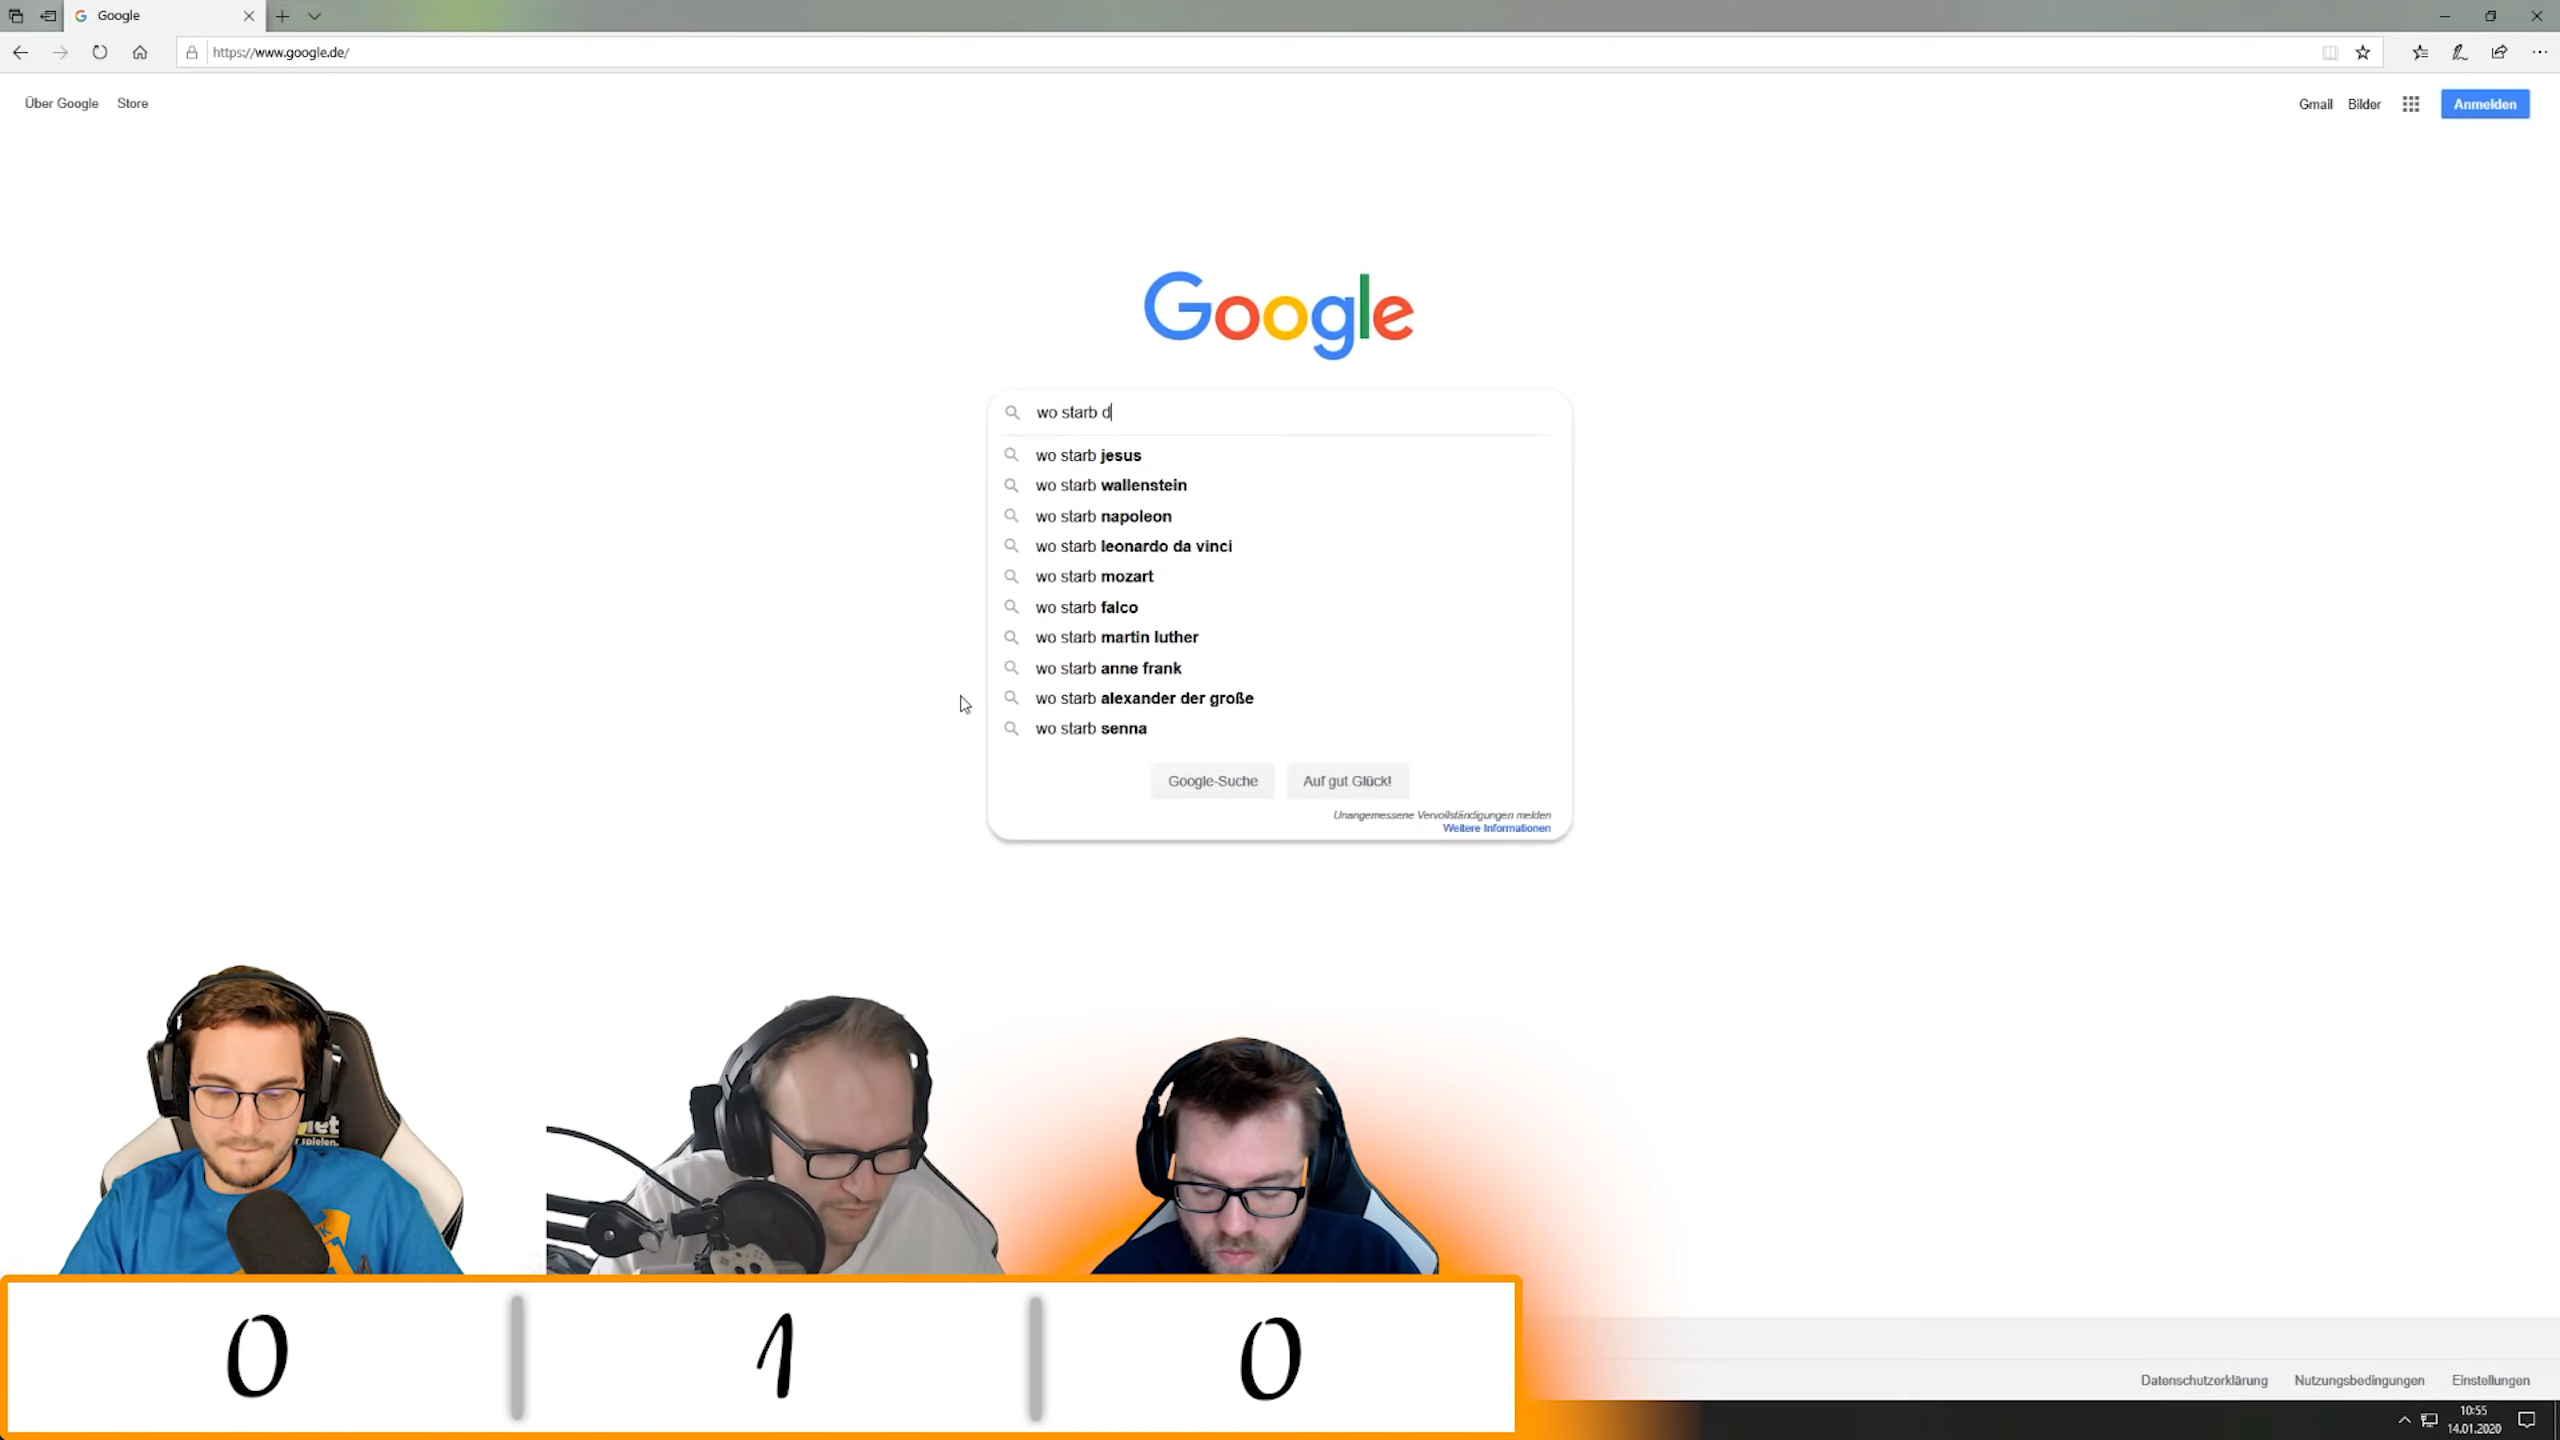 Google
https://www.google.de/
Über Google Store
Gmail Bilder Anmelden
Google
wo starb d
wo starb jesus
wo starb wallenstein
wo starb napoleon
wo starb leonardo da vinci
wo starb mozart
wo starb falco
wo starb martin luther
wo starb anne frank
wo starb alexander der große
wo starb senna
Google-Suche Auf gut Glück!
Unangemessene Vervollständigungen melden
Weitere Informationen
r spielen.
0 1 0
Datenschutzerklärung Nutzungsbedingungen Einstellungen
10:55
14.01.2020